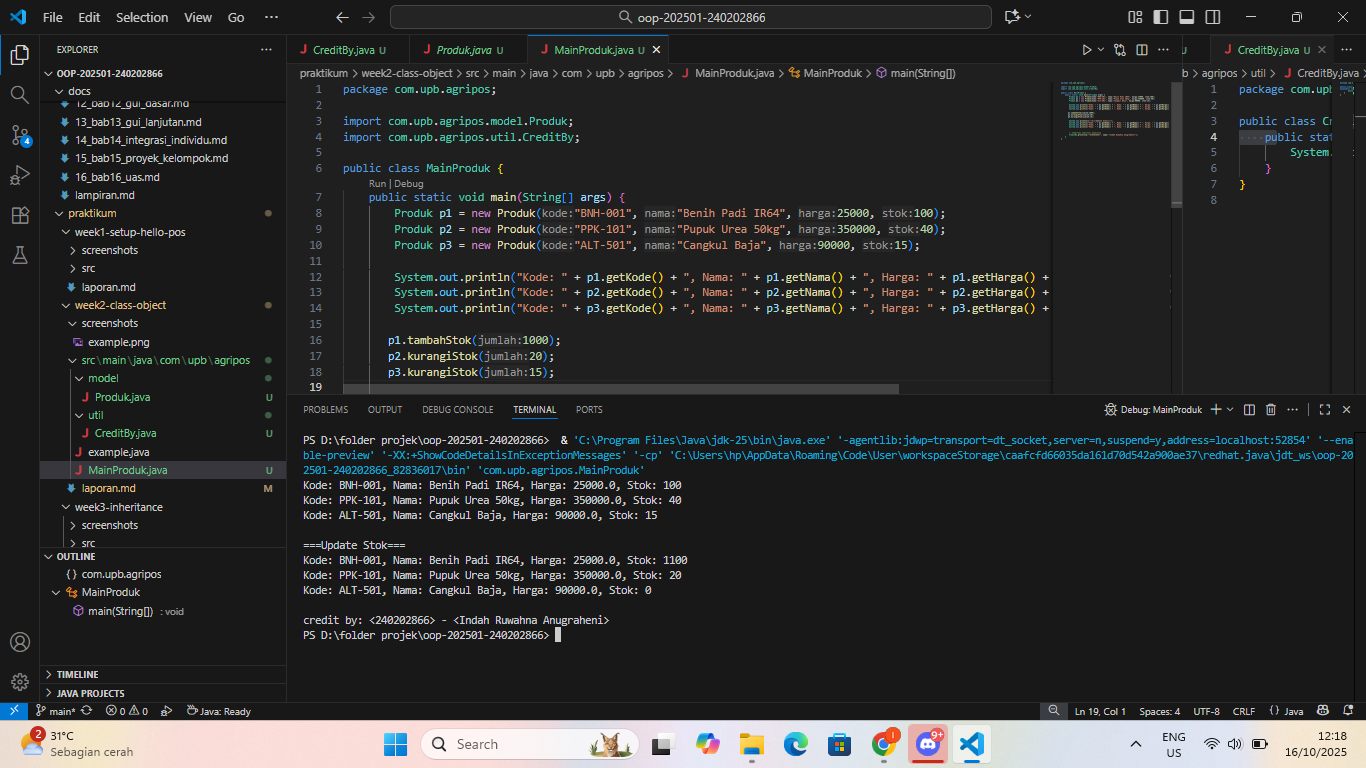 File Edit Selection View Go ··· oop-202501-240202866
EXPLORER ···
OOP-202501-240202866
docs
12_bab12_gui_dasar.md
13_bab13_gui_lanjutan.md
14_bab14_integrasi_individu.md
15_bab15_proyek_kelompok.md
16_bab16_uas.md
lampiran.md
praktikum
week1-setup-hello-pos
screenshots
src
laporan.md
week2-class-object
screenshots
example.png
src\main\java\com\upb\agripos
model
Produk.java U
util
CreditBy.java U
example.java
MainProduk.java U
laporan.md M
week3-inheritance
screenshots
src
OUTLINE
{} com.upb.agripos
MainProduk
main(String[]) : void
TIMELINE
JAVA PROJECTS
4
CreditBy.java U Produk.java U MainProduk.java U
praktikum > week2-class-object > src > main > java > com > upb > agripos > MainProduk.java > MainProduk > main(String[])
1 package com.upb.agripos;
2
3 import com.upb.agripos.model.Produk;
4 import com.upb.agripos.util.CreditBy;
5
6 public class MainProduk {
Run | Debug
7 public static void main(String[] args) {
8 Produk p1 = new Produk(kode:"BNH-001", nama:"Benih Padi IR64", harga:25000, stok:100);
9 Produk p2 = new Produk(kode:"PPK-101", nama:"Pupuk Urea 50kg", harga:350000, stok:40);
10 Produk p3 = new Produk(kode:"ALT-501", nama:"Cangkul Baja", harga:90000, stok:15);
11
12 System.out.println("Kode: " + p1.getKode() + ", Nama: " + p1.getNama() + ", Harga: " + p1.getHarga() +
13 System.out.println("Kode: " + p2.getKode() + ", Nama: " + p2.getNama() + ", Harga: " + p2.getHarga() +
14 System.out.println("Kode: " + p3.getKode() + ", Nama: " + p3.getNama() + ", Harga: " + p3.getHarga() +
15
16 p1.tambahStok(jumlah:1000);
17 p2.kurangiStok(jumlah:20);
18 p3.kurangiStok(jumlah:15);
19
U CreditBy.java U
b > agripos > util > CreditBy.java
1 package com.upb
2
3 public class Cr
4 public stat
5 System.
6 }
7 }
8
PROBLEMS OUTPUT DEBUG CONSOLE TERMINAL PORTS Debug: MainProduk
PS D:\folder projek\oop-202501-240202866> & 'C:\Program Files\Java\jdk-25\bin\java.exe' '-agentlib:jdwp=transport=dt_socket,server=n,suspend=y,address=localhost:52854' '--ena
ble-preview' '-XX:+ShowCodeDetailsInExceptionMessages' '-cp' 'C:\Users\hp\AppData\Roaming\Code\User\workspaceStorage\caafcfd66035da161d70d542a900ae37\redhat.java\jdt_ws\oop-20
2501-240202866_82836017\bin' 'com.upb.agripos.MainProduk'
Kode: BNH-001, Nama: Benih Padi IR64, Harga: 25000.0, Stok: 100
Kode: PPK-101, Nama: Pupuk Urea 50kg, Harga: 350000.0, Stok: 40
Kode: ALT-501, Nama: Cangkul Baja, Harga: 90000.0, Stok: 15

===Update Stok===
Kode: BNH-001, Nama: Benih Padi IR64, Harga: 25000.0, Stok: 1100
Kode: PPK-101, Nama: Pupuk Urea 50kg, Harga: 350000.0, Stok: 20
Kode: ALT-501, Nama: Cangkul Baja, Harga: 90000.0, Stok: 0

credit by: <240202866> - <Indah Ruwahna Anugraheni>
PS D:\folder projek\oop-202501-240202866>
main* 0 0 Java: Ready Ln 19, Col 1 Spaces: 4 UTF-8 CRLF {} Java
2 31°C
Sebagian cerah
Search
9+
ENG
US
12:18
16/10/2025